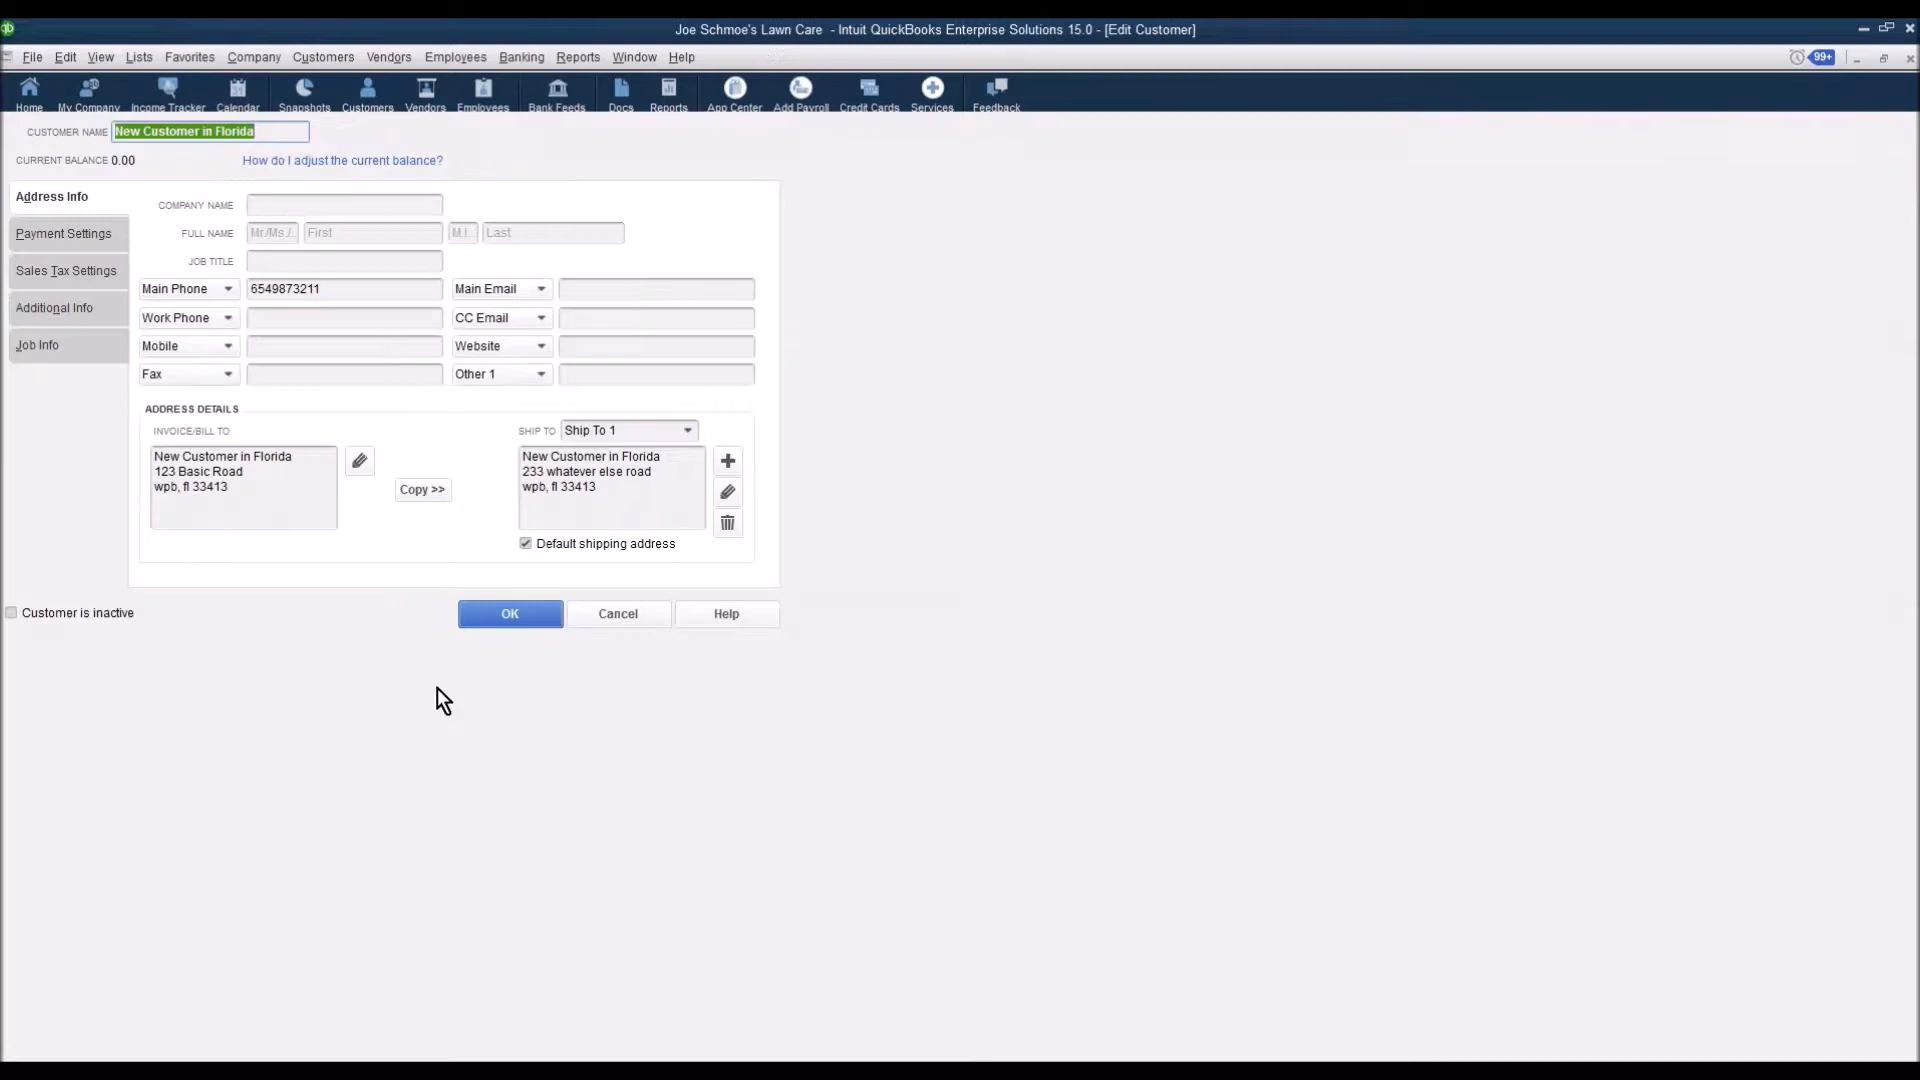 qb
Joe Schmoe's Lawn Care - Intuit QuickBooks Enterprise Solutions 15.0 - [Edit Customer]
File Edit View Lists Favorites Company Customers Vendors Employees Banking Reports Window Help 99+
Home My Company Income Tracker Calendar Snapshots Customers Vendors Employees Bank Feeds Docs Reports App Center Add Payroll Credit Cards Services Feedback
CUSTOMER NAME New Customer in Florida
CURRENT BALANCE 0.00 How do I adjust the current balance?
Address Info
Payment Settings
Sales Tax Settings
Additional Info
Job Info
COMPANY NAME
FULL NAME Mr./Ms./.. First M.I. Last
JOB TITLE
Main Phone 6549873211 Main Email
Work Phone CC Email
Mobile Website
Fax Other 1
ADDRESS DETAILS
INVOICE/BILL TO
New Customer in Florida
123 Basic Road
wpb, fl 33413
Copy >>
SHIP TO Ship To 1
New Customer in Florida
233 whatever else road
wpb, fl 33413
Default shipping address
Customer is inactive
OK Cancel Help